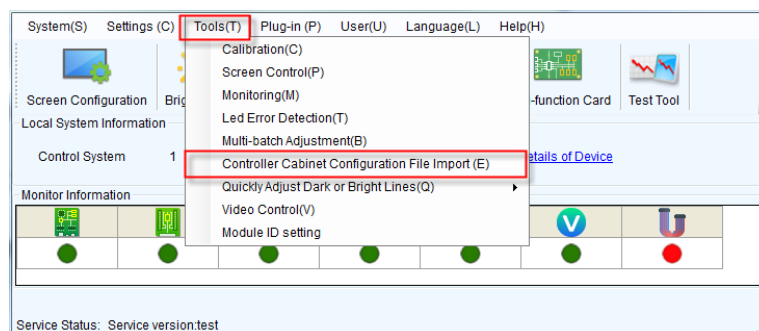 System(S) Settings (C) Tools(T) Plug-in (P) User(U) Language(L) Help(H)
Calibration(C)
Screen Control(P)
Monitoring(M)
Led Error Detection(T)
Multi-batch Adjustment(B)
Controller Cabinet Configuration File Import (E)
Quickly Adjust Dark or Bright Lines(Q)
Video Control(V)
Module ID setting
Screen Configuration Brig -function Card Test Tool
Local System Information
Control System 1 etails of Device
Monitor Information
Service Status: Service version:test